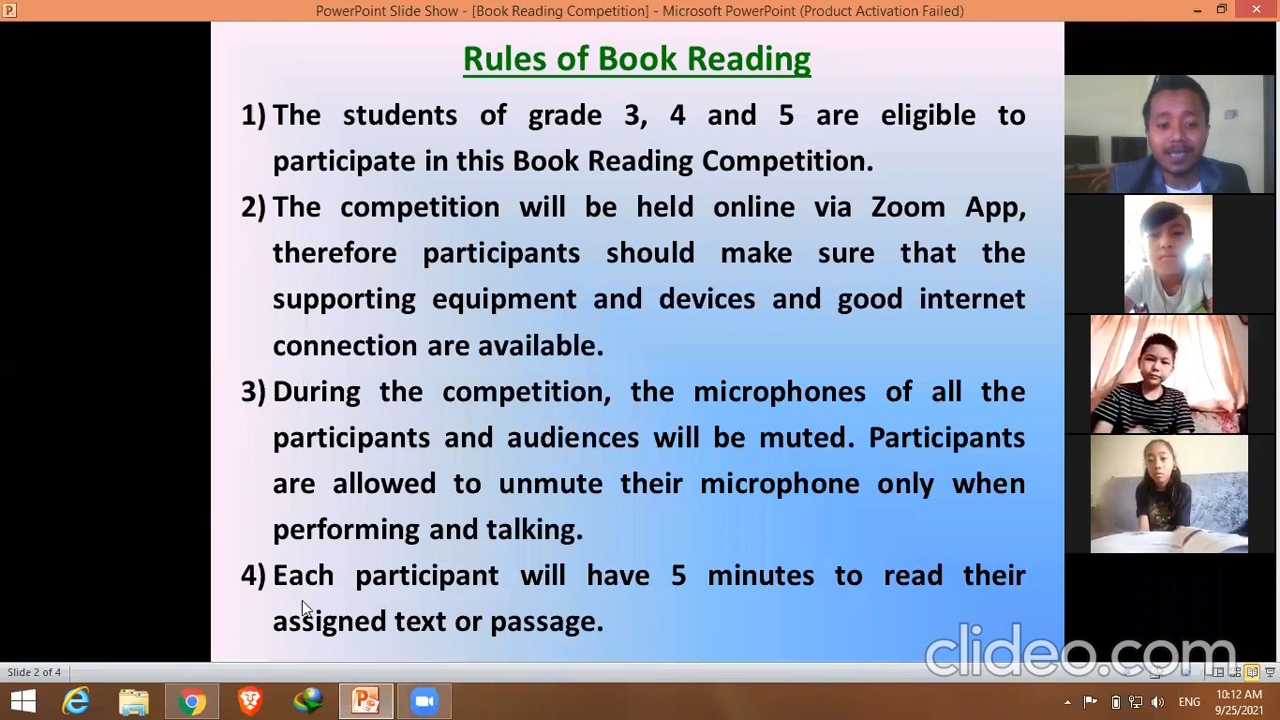 PowerPoint Slide Show - [Book Reading Competition] - Microsoft PowerPoint (Product Activation Failed)
Rules of Book Reading
1) The students of grade 3, 4 and 5 are eligible to
participate in this Book Reading Competition.
2) The competition will be held online via Zoom App,
therefore participants should make sure that the
supporting equipment and devices and good internet
connection are available.
3) During the competition, the microphones of all the
participants and audiences will be muted. Participants
are allowed to unmute their microphone only when
performing and talking.
4) Each participant will have 5 minutes to read their
assigned text or passage.
clideo.com
Slide 2 of 4
ENG
10:12 AM
9/25/2021